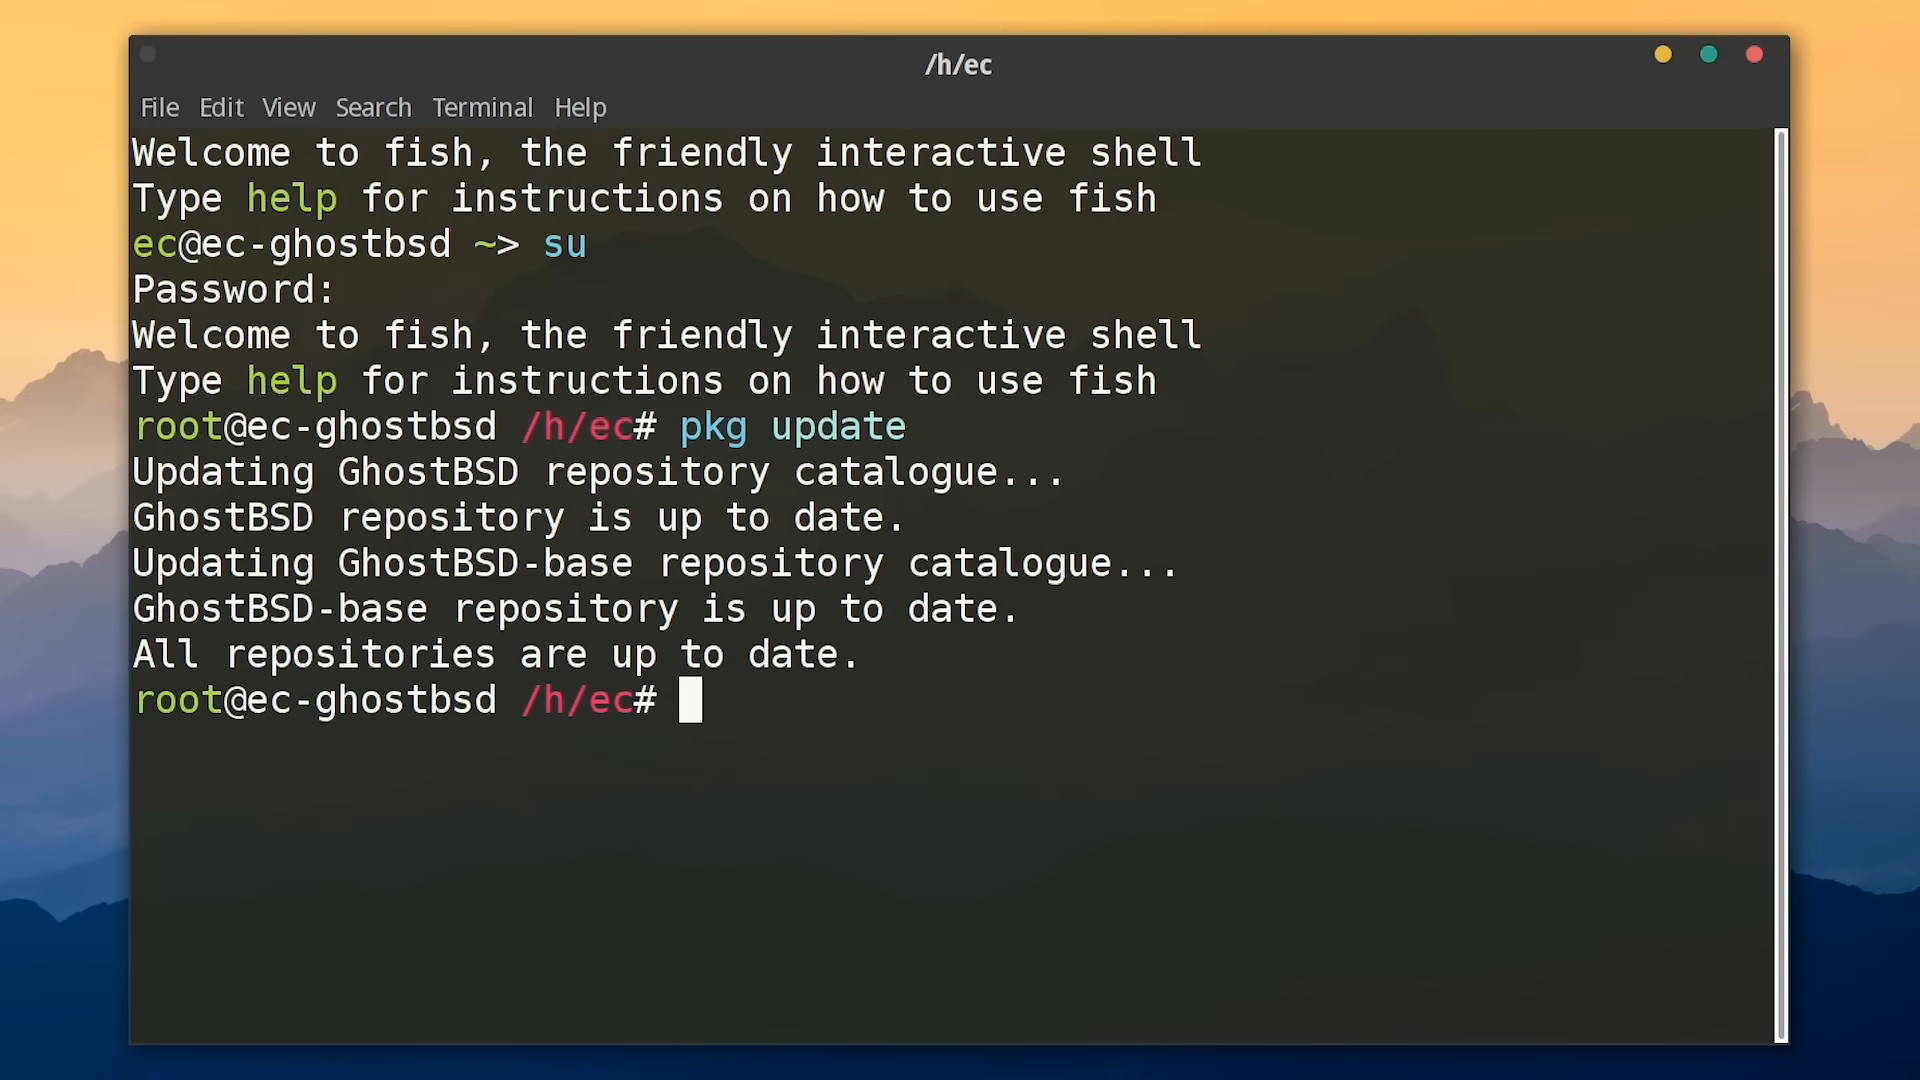 /h/ec
File Edit View Search Terminal Help
Welcome to fish, the friendly interactive shell
Type help for instructions on how to use fish
ec@ec-ghostbsd ~> su
Password:
Welcome to fish, the friendly interactive shell
Type help for instructions on how to use fish
root@ec-ghostbsd /h/ec# pkg update
Updating GhostBSD repository catalogue...
GhostBSD repository is up to date.
Updating GhostBSD-base repository catalogue...
GhostBSD-base repository is up to date.
All repositories are up to date.
root@ec-ghostbsd /h/ec#